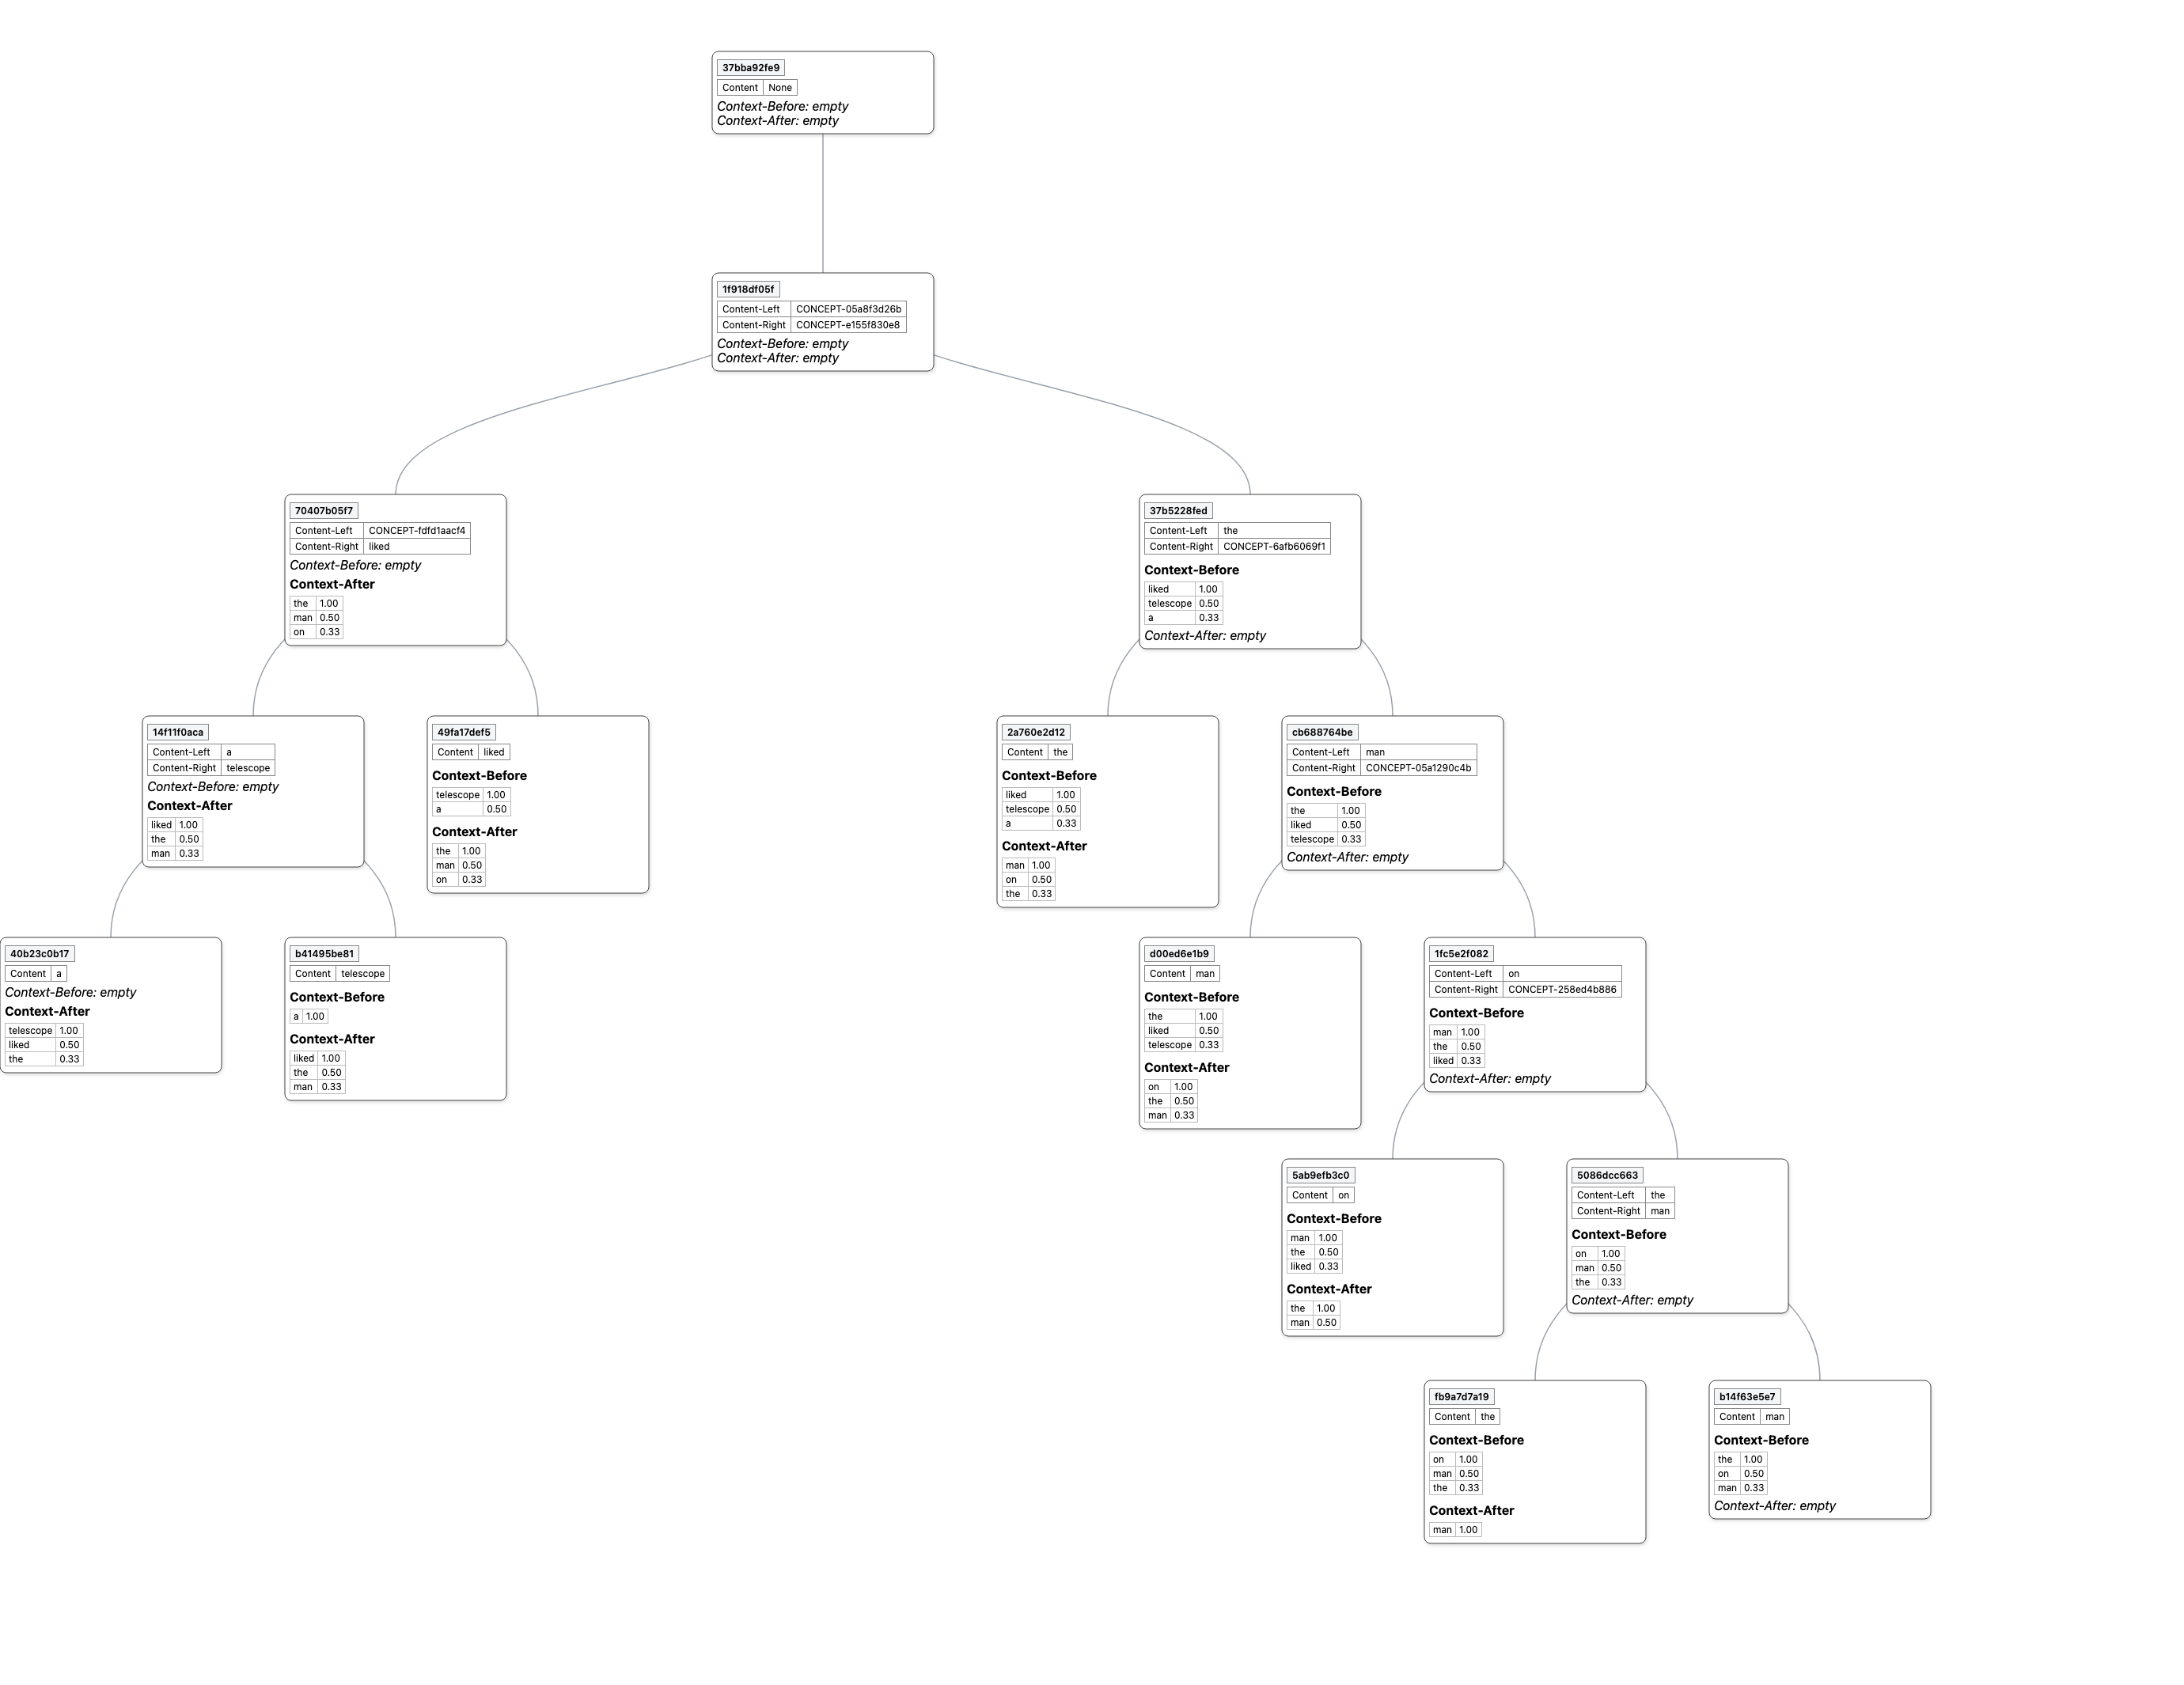 37bba92fe9
Content None
Context-Before: empty
Context-After: empty
1f918df05f
Content-Left CONCEPT-05a8f3d26b
Content-Right CONCEPT-e155f830e8
Context-Before: empty
Context-After: empty
70407b05f7
Content-Left CONCEPT-fdfd1aacf4
Content-Right liked
Context-Before: empty
Context-After
the 1.00
man 0.50
on 0.33
37b5228fed
Content-Left the
Content-Right CONCEPT-6afb6069f1
Context-Before
liked 1.00
telescope 0.50
a 0.33
Context-After: empty
14f11f0aca
Content-Left a
Content-Right telescope
Context-Before: empty
Context-After
liked 1.00
the 0.50
man 0.33
49fa17def5
Content liked
Context-Before
telescope 1.00
a 0.50
Context-After
the 1.00
man 0.50
on 0.33
2a760e2d12
Content the
Context-Before
liked 1.00
telescope 0.50
a 0.33
Context-After
man 1.00
on 0.50
the 0.33
cb688764be
Content-Left man
Content-Right CONCEPT-05a1290c4b
Context-Before
the 1.00
liked 0.50
telescope 0.33
Context-After: empty
40b23c0b17
Content a
Context-Before: empty
Context-After
telescope 1.00
liked 0.50
the 0.33
b41495be81
Content telescope
Context-Before
a 1.00
Context-After
liked 1.00
the 0.50
man 0.33
d00ed6e1b9
Content man
Context-Before
the 1.00
liked 0.50
telescope 0.33
Context-After
on 1.00
the 0.50
man 0.33
1fc5e2f082
Content-Left on
Content-Right CONCEPT-258ed4b886
Context-Before
man 1.00
the 0.50
liked 0.33
Context-After: empty
5ab9efb3c0
Content on
Context-Before
man 1.00
the 0.50
liked 0.33
Context-After
the 1.00
man 0.50
5086dcc663
Content-Left the
Content-Right man
Context-Before
on 1.00
man 0.50
the 0.33
Context-After: empty
fb9a7d7a19
Content the
Context-Before
on 1.00
man 0.50
the 0.33
Context-After
man 1.00
b14f63e5e7
Content man
Context-Before
the 1.00
on 0.50
man 0.33
Context-After: empty